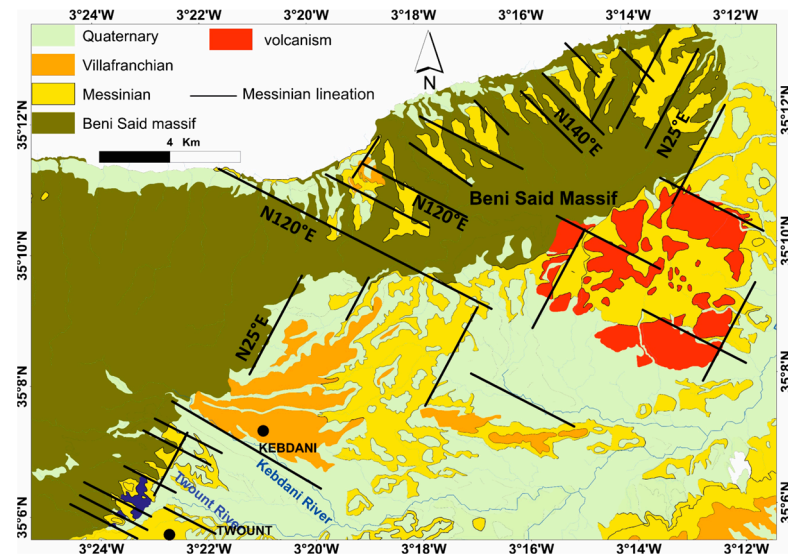 3°24'W 3°20'W 3°18'W 3°16'W 3°14'W 3°12'W
Quaternary
volcanism
Villafranchian
Messinian
Messinian lineation
Beni Said massif
4 Km
N
35°12'N
35°10'N
35°8'N
35°6'N
35°12'N
35°10'N
35°8'N
35°6'N
N140°E
N25°E
Beni Said Massif
N120°E
N120°E
N25°E
KEBDANI
Kebdani River
Twount River
TWOUNT
3°24'W 3°22'W 3°20'W 3°18'W 3°16'W 3°14'W 3°12'W